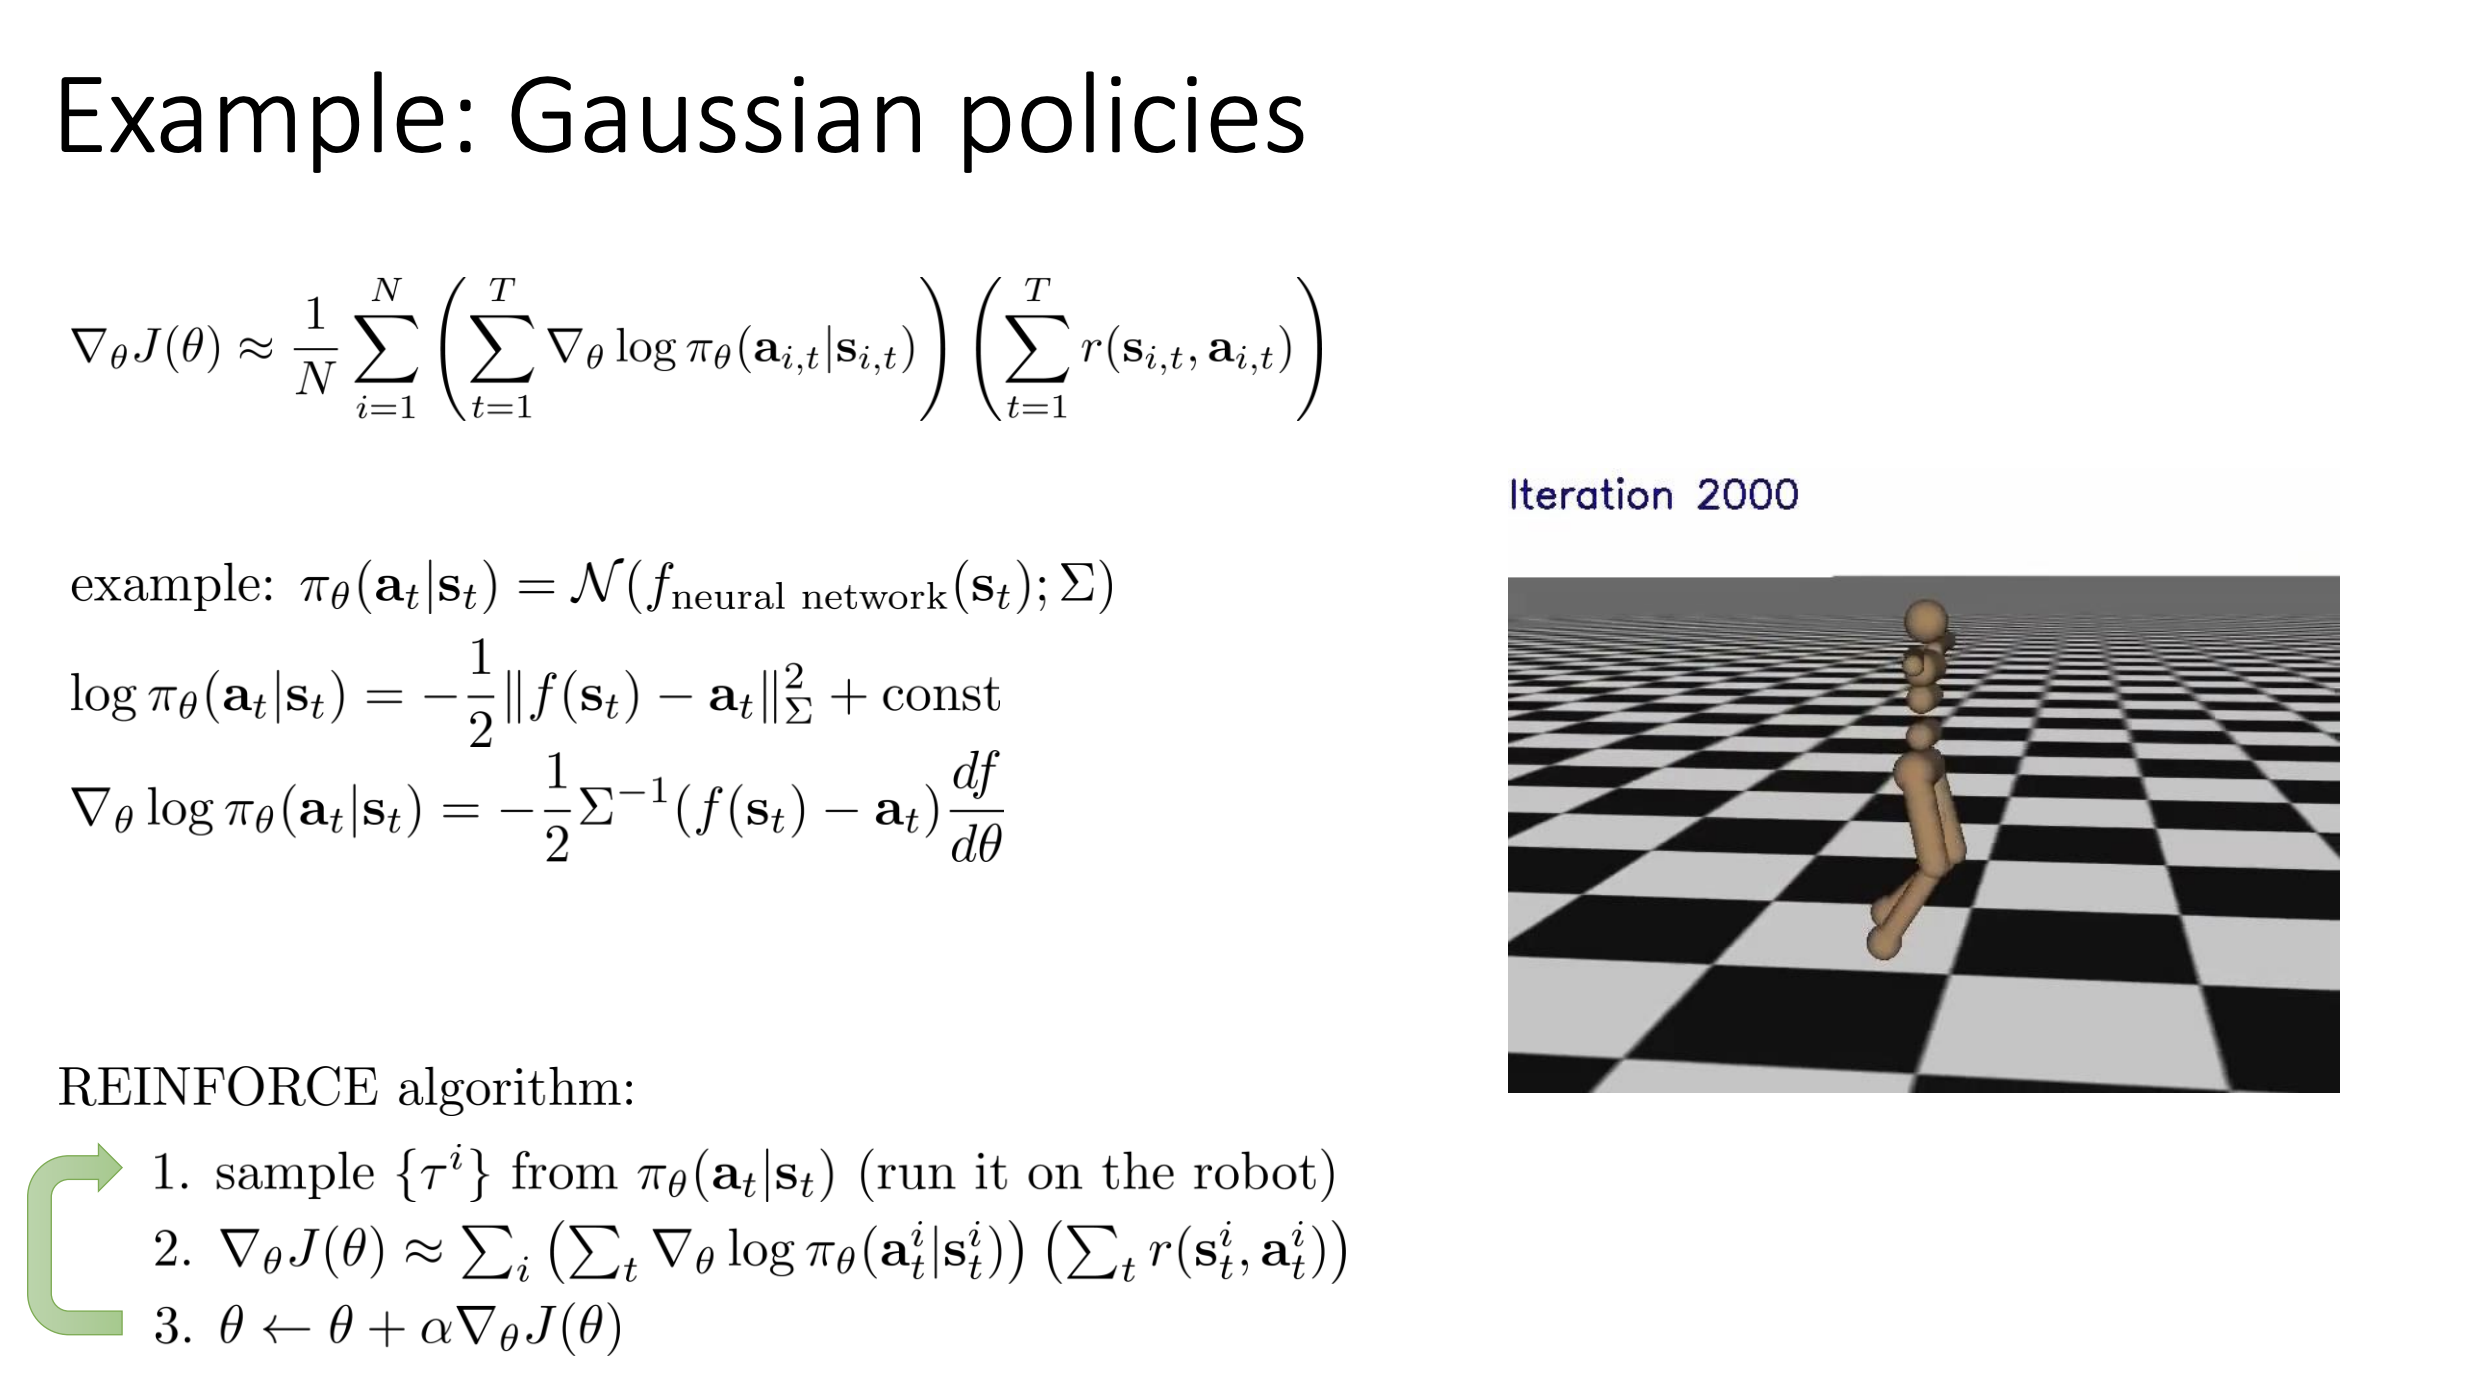 Example: Gaussian policies
$\nabla_\theta J(\theta) \approx \frac{1}{N} \sum_{i=1}^{N} \left( \sum_{t=1}^{T} \nabla_\theta \log \pi_\theta(\mathbf{a}_{i,t}|\mathbf{s}_{i,t}) \right) \left( \sum_{t=1}^{T} r(\mathbf{s}_{i,t}, \mathbf{a}_{i,t}) \right)$
Iteration 2000
example: $\pi_\theta(\mathbf{a}_t|\mathbf{s}_t) = \mathcal{N}(f_{\text{neural network}}(\mathbf{s}_t); \Sigma)$
$\log \pi_\theta(\mathbf{a}_t|\mathbf{s}_t) = -\frac{1}{2} \| f(\mathbf{s}_t) - \mathbf{a}_t \|_\Sigma^2 + \text{const}$
$\nabla_\theta \log \pi_\theta(\mathbf{a}_t|\mathbf{s}_t) = -\frac{1}{2} \Sigma^{-1} (f(\mathbf{s}_t) - \mathbf{a}_t) \frac{df}{d\theta}$
REINFORCE algorithm:
1. sample $\{\tau^i\}$ from $\pi_\theta(\mathbf{a}_t|\mathbf{s}_t)$ (run it on the robot)
2. $\nabla_\theta J(\theta) \approx \sum_i \left( \sum_t \nabla_\theta \log \pi_\theta(\mathbf{a}_t^i|\mathbf{s}_t^i) \right) \left( \sum_t r(\mathbf{s}_t^i, \mathbf{a}_t^i) \right)$
3. $\theta \leftarrow \theta + \alpha \nabla_\theta J(\theta)$